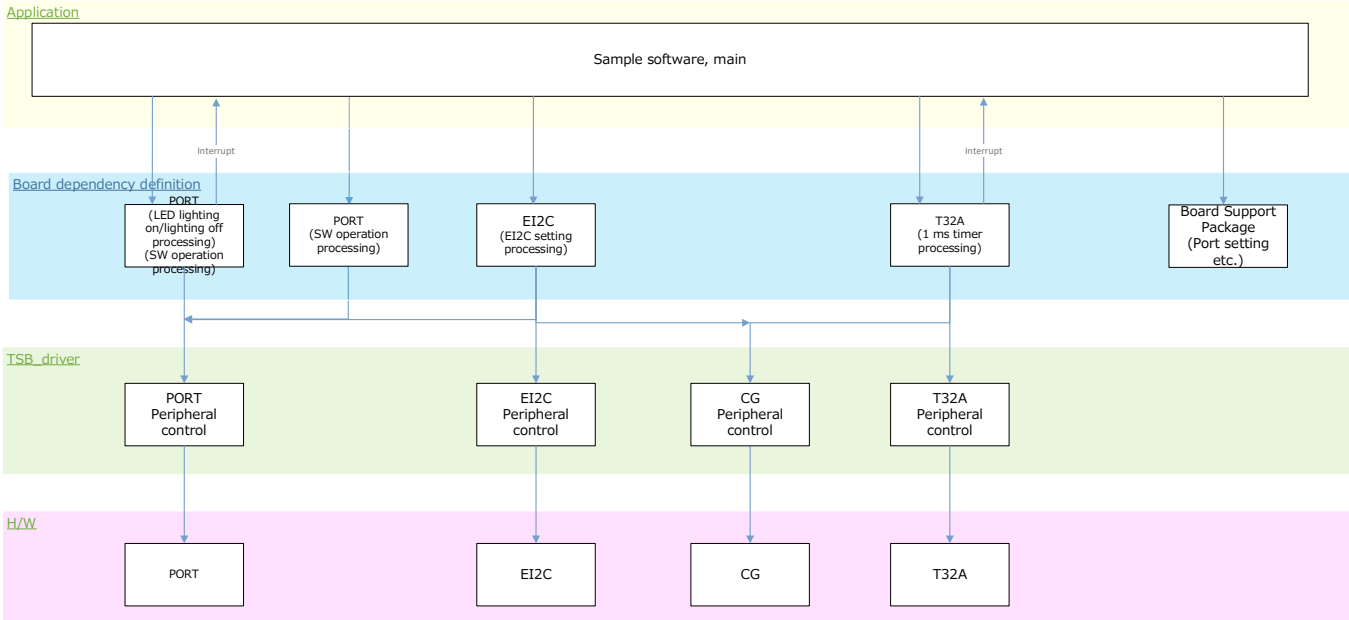 Application
Sample software, main
Interrupt
Interrupt
Board dependency definition
PORT
(LED lighting
on/lighting off
processing)
(SW operation
processing)
PORT
(SW operation
processing)
EI2C
(EI2C setting
processing)
T32A
(1 ms timer
processing)
Board Support
Package
(Port setting
etc.)
TSB_driver
PORT
Peripheral
control
EI2C
Peripheral
control
CG
Peripheral
control
T32A
Peripheral
control
H/W
PORT
EI2C
CG
T32A